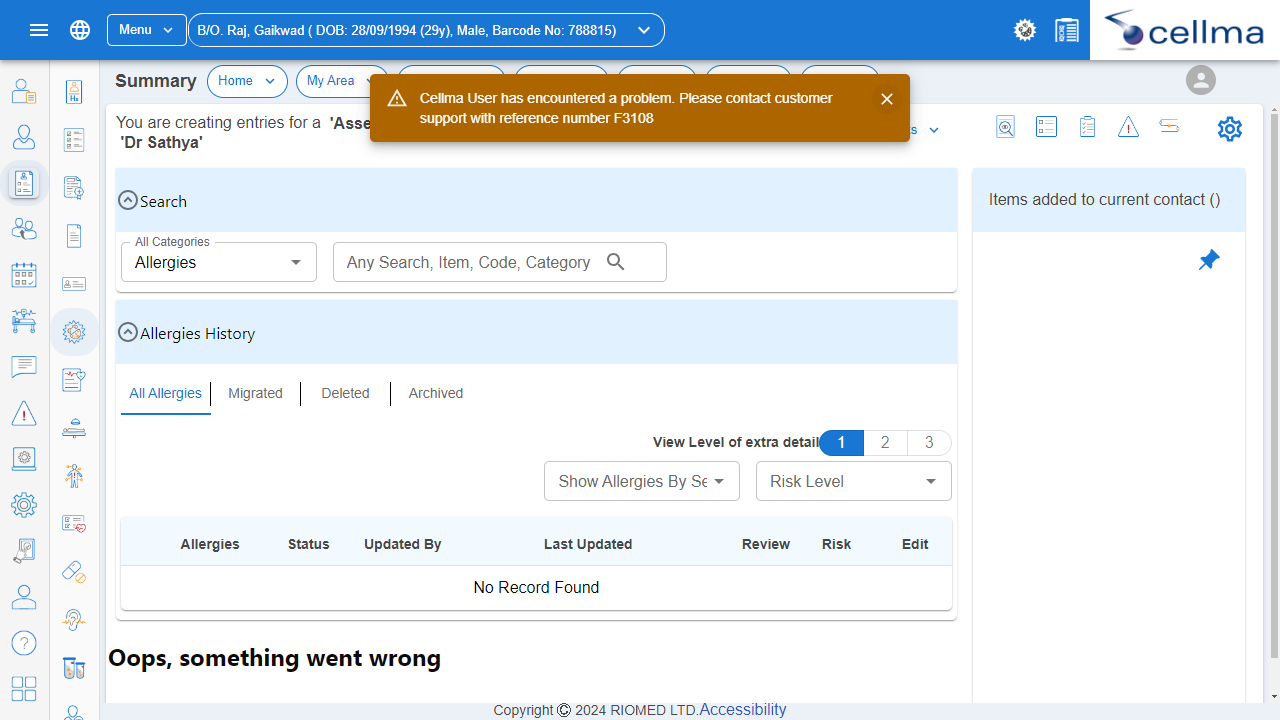 Menu
B/O. Raj, Gaikwad ( DOB: 28/09/1994 (29y), Male, Barcode No: 788815)
cellma
Summary
Home
My Area
Cellma User has encountered a problem. Please contact customer
support with reference number F3108
You are creating entries for a 'Asse
'Dr Sathya'
Search
Items added to current contact ()
All Categories
Allergies
Any Search, Item, Code, Category
Allergies History
All Allergies
Migrated
Deleted
Archived
View Level of extra detail
1
2
3
Show Allergies By Se
Risk Level
Allergies Status Updated By Last Updated Review Risk Edit
No Record Found
Oops, something went wrong
Copyright © 2024 RIOMED LTD.Accessibility